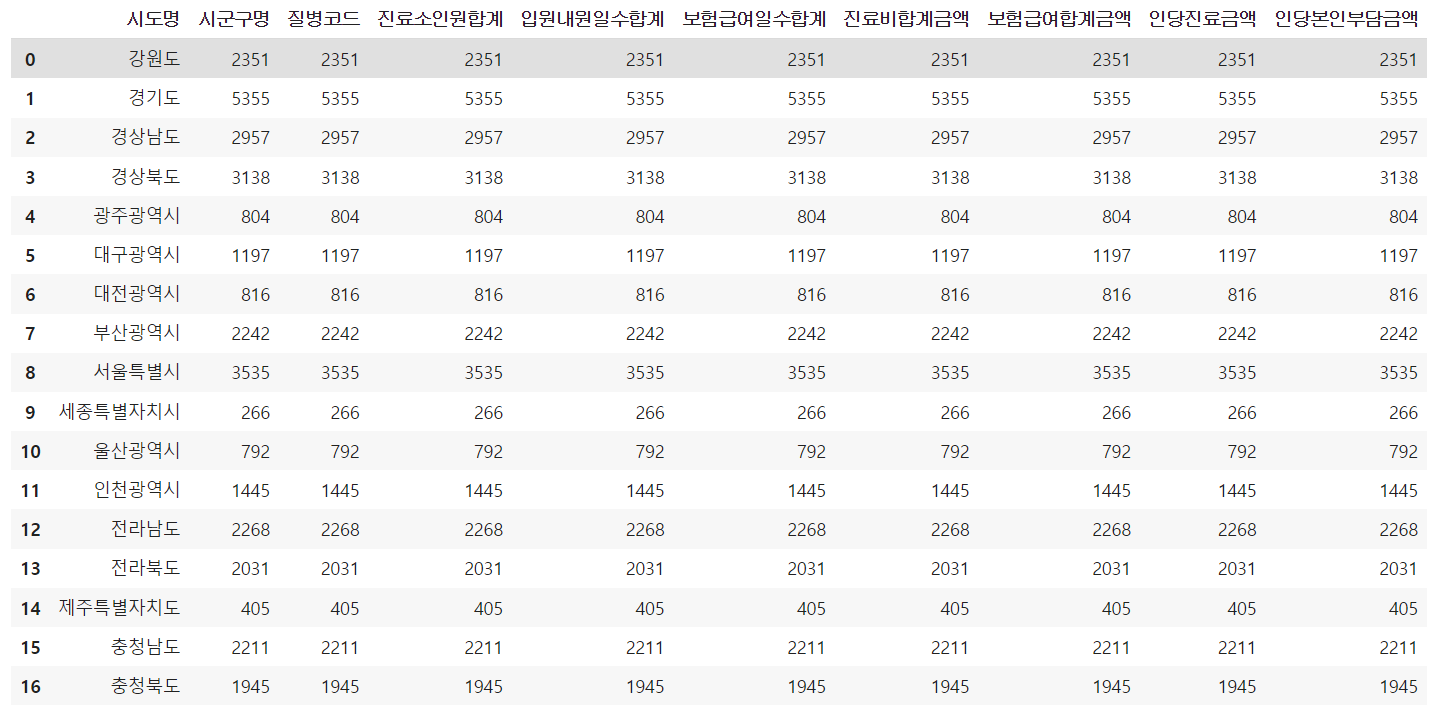 시도명 시군구명 질병코드 진료소인원합계 입원내원일수합계 보험급여일수합계 진료비합계금액 보험급여합계금액 인당진료금액 인당본인부담금액
0 강원도 2351 2351 2351 2351 2351 2351 2351 2351 2351
1 경기도 5355 5355 5355 5355 5355 5355 5355 5355 5355
2 경상남도 2957 2957 2957 2957 2957 2957 2957 2957 2957
3 경상북도 3138 3138 3138 3138 3138 3138 3138 3138 3138
4 광주광역시 804 804 804 804 804 804 804 804 804
5 대구광역시 1197 1197 1197 1197 1197 1197 1197 1197 1197
6 대전광역시 816 816 816 816 816 816 816 816 816
7 부산광역시 2242 2242 2242 2242 2242 2242 2242 2242 2242
8 서울특별시 3535 3535 3535 3535 3535 3535 3535 3535 3535
9 세종특별자치시 266 266 266 266 266 266 266 266 266
10 울산광역시 792 792 792 792 792 792 792 792 792
11 인천광역시 1445 1445 1445 1445 1445 1445 1445 1445 1445
12 전라남도 2268 2268 2268 2268 2268 2268 2268 2268 2268
13 전라북도 2031 2031 2031 2031 2031 2031 2031 2031 2031
14 제주특별자치도 405 405 405 405 405 405 405 405 405
15 충청남도 2211 2211 2211 2211 2211 2211 2211 2211 2211
16 충청북도 1945 1945 1945 1945 1945 1945 1945 1945 1945